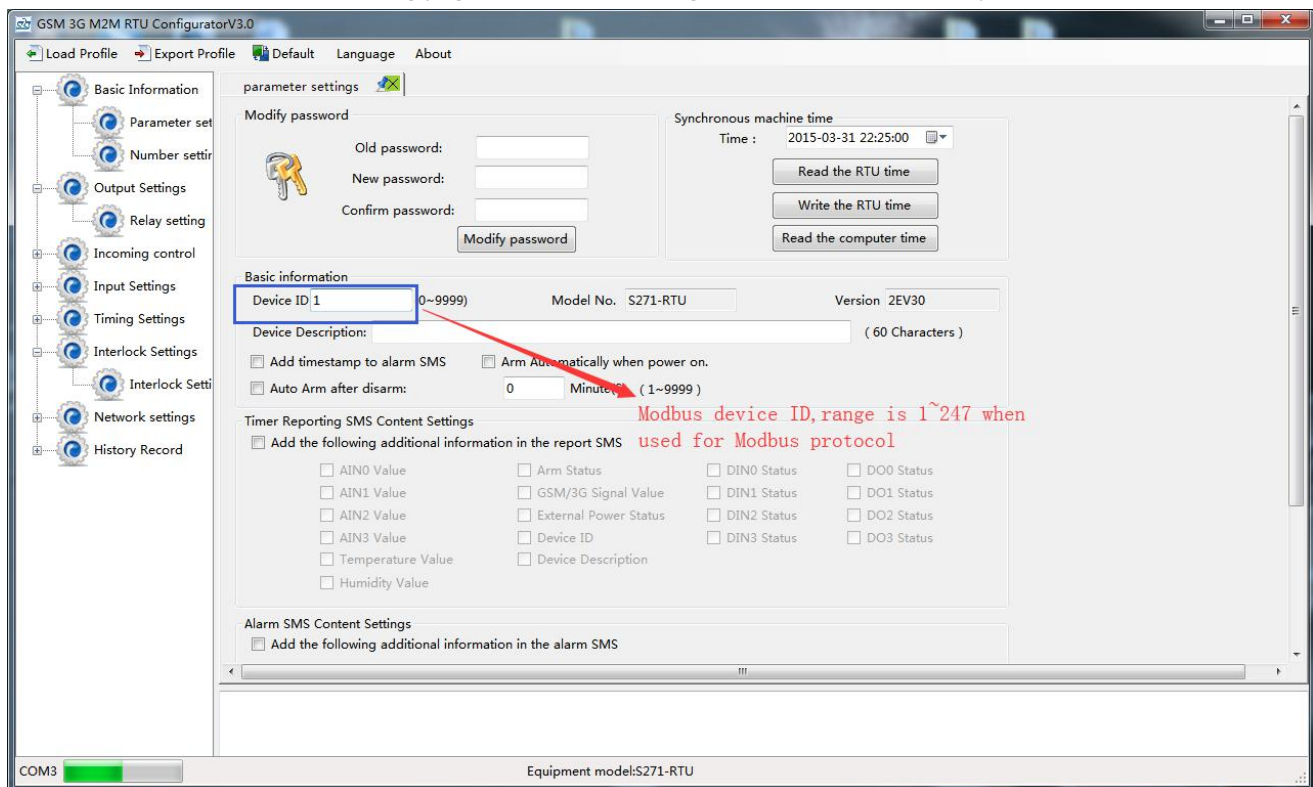 GSM 3G M2M RTU ConfiguratorV3.0
Load Profile Export Profile Default Language About
Basic Information
Parameter set
Number settir
Output Settings
Relay setting
Incoming control
Input Settings
Timing Settings
Interlock Settings
Interlock Setti
Network settings
History Record
parameter settings
Modify password
Old password:
New password:
Confirm password:
Modify password
Synchronous machine time
Time : 2015-03-31 22:25:00
Read the RTU time
Write the RTU time
Read the computer time
Basic information
Device ID 1 0~9999) Model No. S271-RTU Version 2EV30
Device Description: ( 60 Characters )
Add timestamp to alarm SMS Arm Automatically when power on.
Auto Arm after disarm: 0 Minute(S) ( 1~9999 )
Modbus device ID,range is 1~247 when
used for Modbus protocol
Timer Reporting SMS Content Settings
Add the following additional information in the report SMS
AIN0 Value Arm Status DIN0 Status DO0 Status
AIN1 Value GSM/3G Signal Value DIN1 Status DO1 Status
AIN2 Value External Power Status DIN2 Status DO2 Status
AIN3 Value Device ID DIN3 Status DO3 Status
Temperature Value Device Description
Humidity Value
Alarm SMS Content Settings
Add the following additional information in the alarm SMS
COM3 Equipment model:S271-RTU